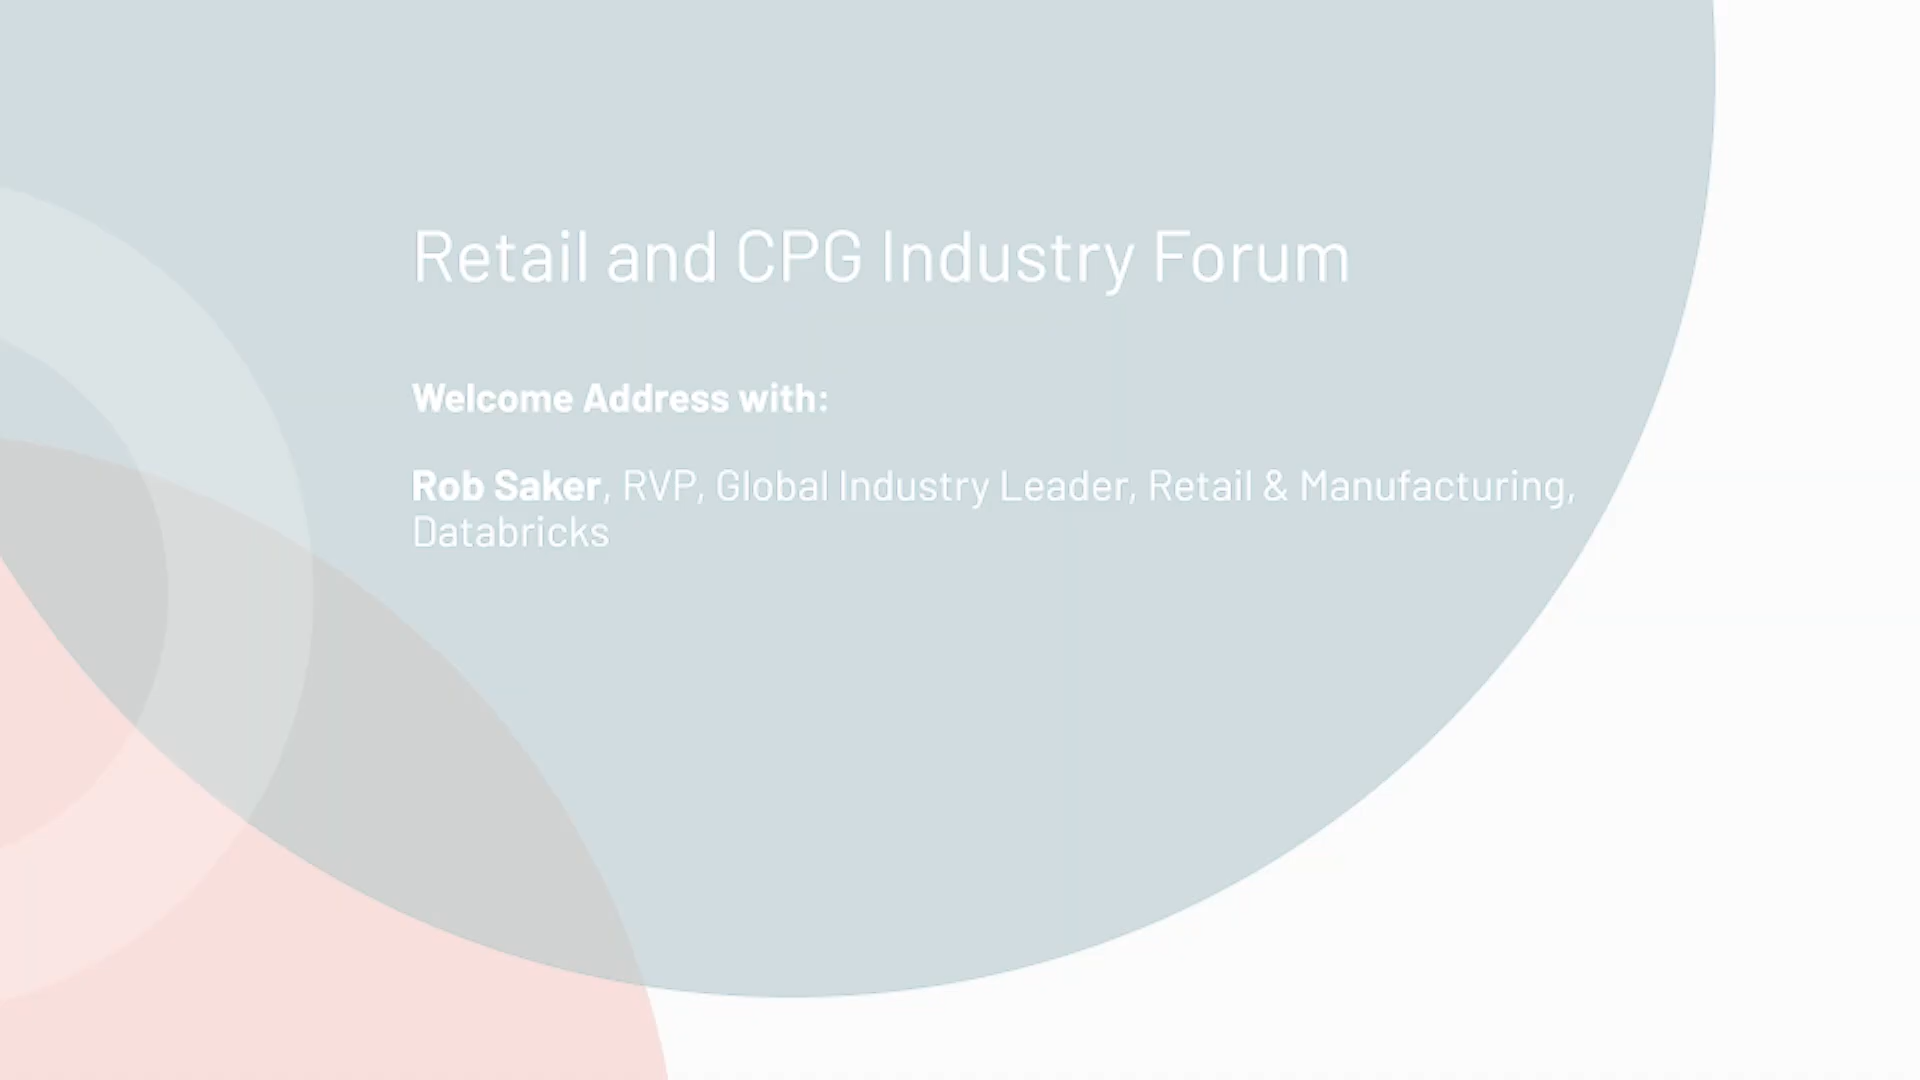 Retail and CPG Industry Forum
Welcome Address with:
Rob Saker, RVP, Global Industry Leader, Retail & Manufacturing,
Databricks